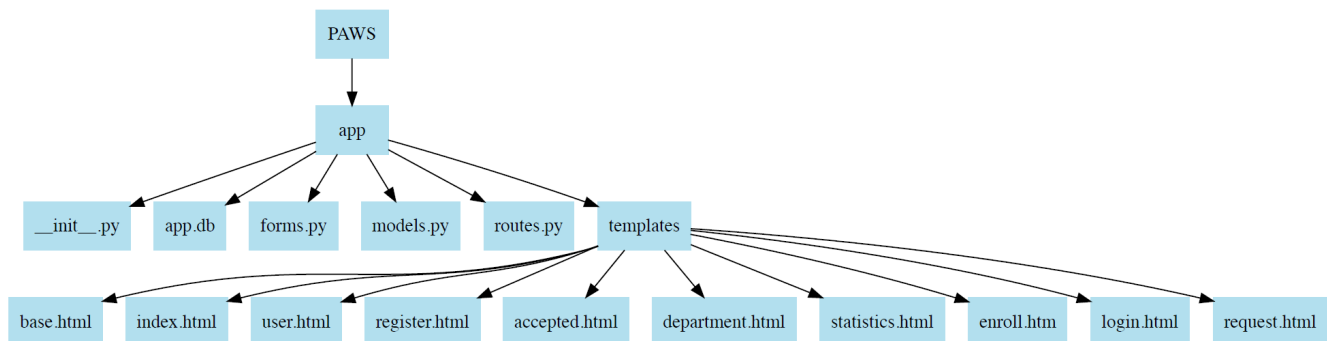 PAWS
app
__init__.py
app.db
forms.py
models.py
routes.py
templates
base.html
index.html
user.html
register.html
accepted.html
department.html
statistics.html
enroll.htm
login.html
request.html